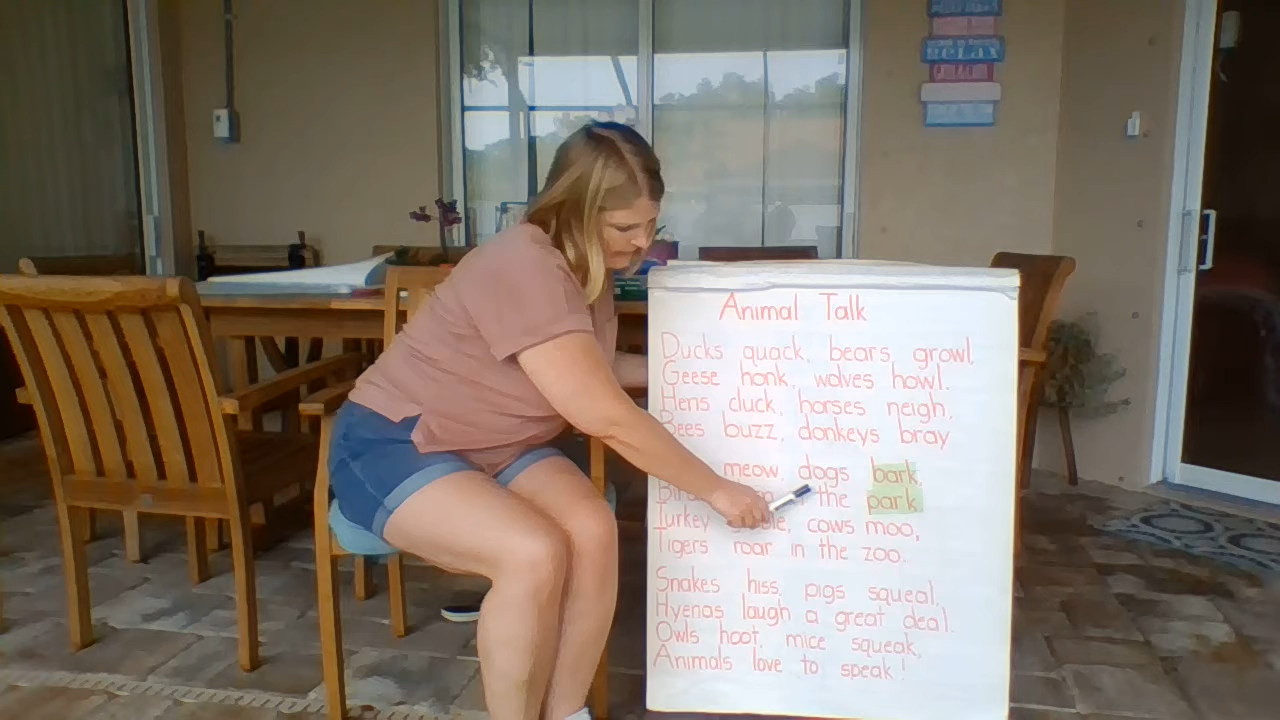 RELAX
Animal Talk
Ducks quack, bears growl,
Geese honk, wolves howl.
Hens cluck, horses neigh,
Bees buzz, donkeys bray
meow, dogs bark,
the park
Turkey cows moo,
Tigers roar in the zoo.
Snakes hiss, pigs squeal,
Hyenas laugh a great deal.
Owls hoot, mice squeak,
Animals love to speak!